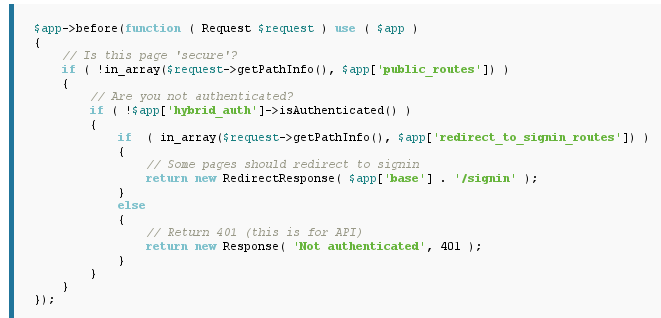 $app->before(function ( Request $request ) use ( $app )
{
    // Is this page 'secure'?
    if ( !in_array($request->getPathInfo(), $app['public_routes']) )
    {
        // Are you not authenticated?
        if ( !$app['hybrid_auth']->isAuthenticated() )
        {
            if  ( in_array($request->getPathInfo(), $app['redirect_to_signin_routes']) )
            {
                // Some pages should redirect to signin
                return new RedirectResponse( $app['base'] . '/signin' );
            }
            else
            {
                // Return 401 (this is for API)
                return new Response( 'Not authenticated', 401 );
            }
        }
    }
});